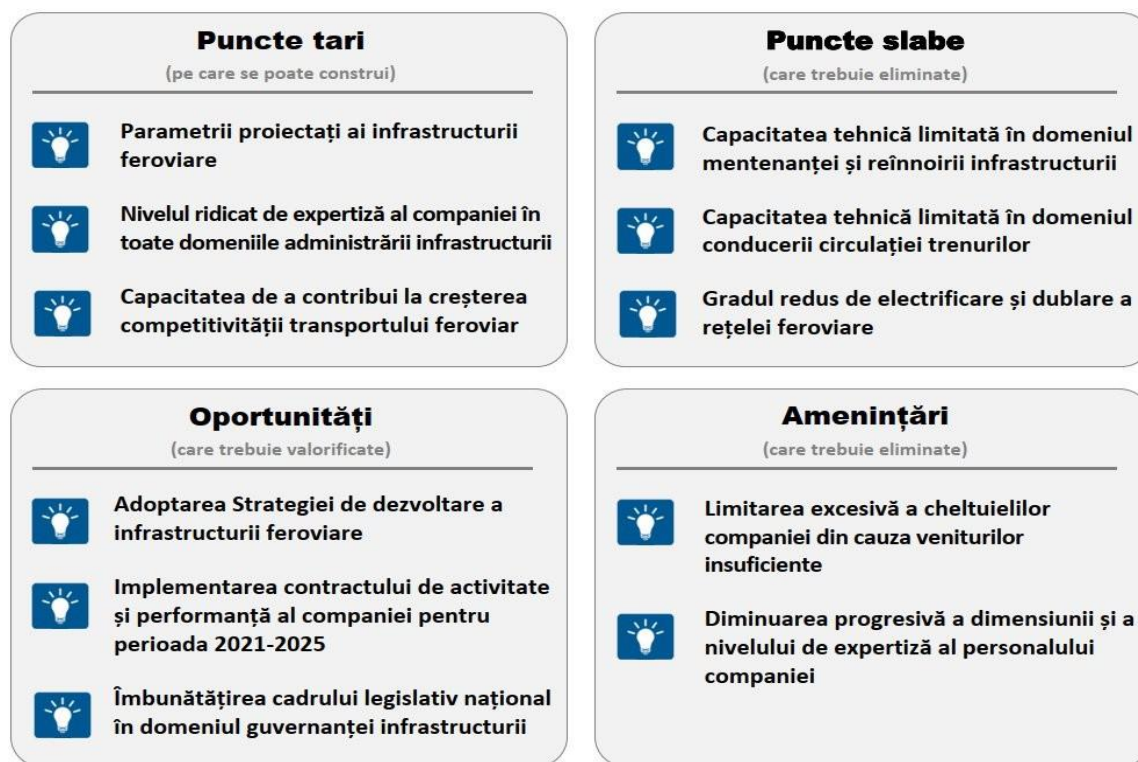 Puncte tari
(pe care se poate construi)
Parametrii proiectați ai infrastructurii
feroviare
Nivelul ridicat de expertiză al companiei în
toate domeniile administrării infrastructurii
Capacitatea de a contribui la creșterea
competitivității transportului feroviar
Puncte slabe
(care trebuie eliminate)
Capacitatea tehnică limitată în domeniul
mentenanței și reînnoirii infrastructurii
Capacitatea tehnică limitată în domeniul
conducerii circulației trenurilor
Gradul redus de electrificare și dublare a
rețelei feroviare
Oportunități
(care trebuie valorificate)
Adoptarea Strategiei de dezvoltare a
infrastructurii feroviare
Implementarea contractului de activitate
și performanță al companiei pentru
perioada 2021-2025
Îmbunătățirea cadrului legislativ național
în domeniul guvernanței infrastructurii
Amenințări
(care trebuie eliminate)
Limitarea excesivă a cheltuielilor
companiei din cauza veniturilor
insuficiente
Diminuarea progresivă a dimensiunii și a
nivelului de expertiză al personalului
companiei